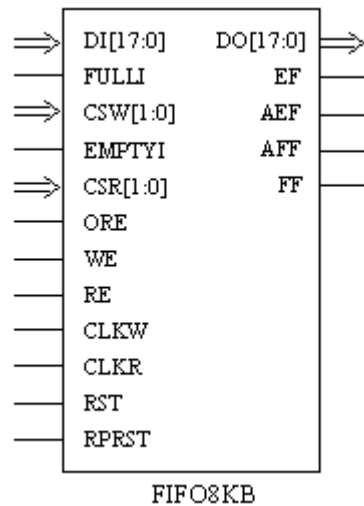 DI[17:0] DO[17:0]
FULLI EF
CSW[1:0] AEF
EMPTYI AFF
CSR[1:0] FF
ORE
WE
RE
CLKW
CLKR
RST
RPRST
FIFO8KB